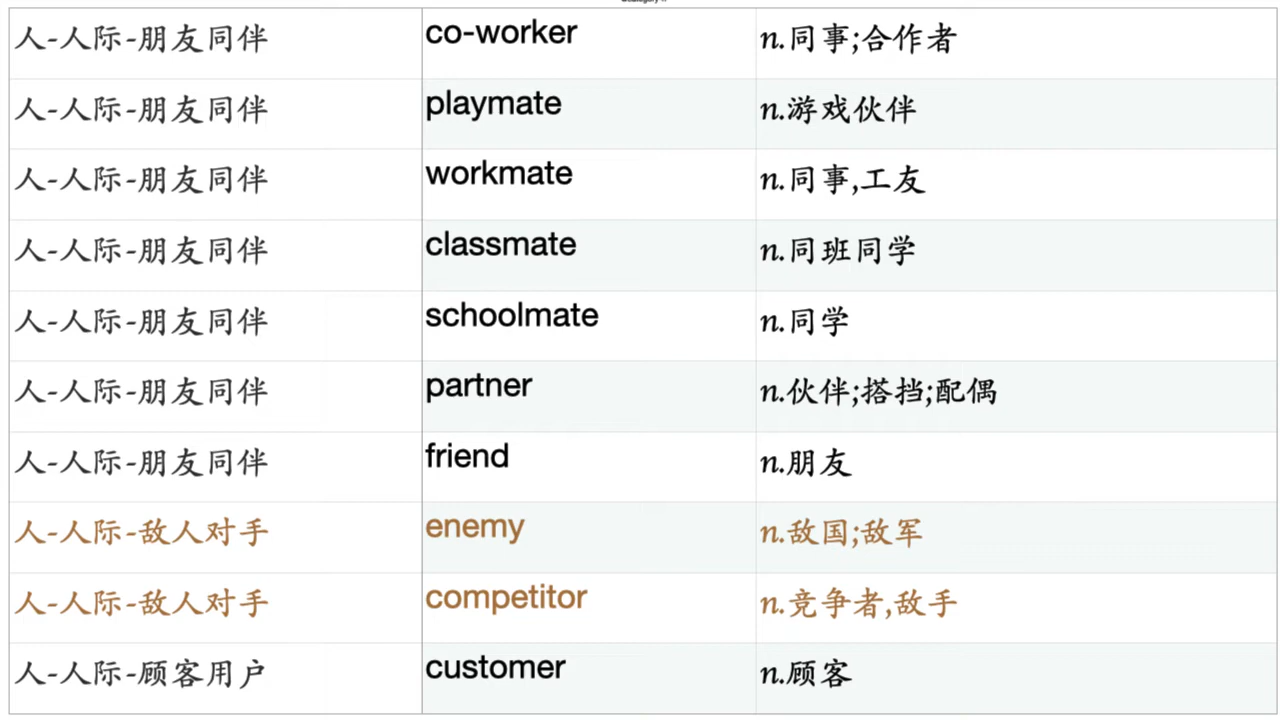 人-人际-朋友同伴 co-worker n.同事;合作者
人-人际-朋友同伴 playmate n.游戏伙伴
人-人际-朋友同伴 workmate n.同事,工友
人-人际-朋友同伴 classmate n.同班同学
人-人际-朋友同伴 schoolmate n.同学
人-人际-朋友同伴 partner n.伙伴;搭挡;配偶
人-人际-朋友同伴 friend n.朋友
人-人际-敌人对手 enemy n.敌国;敌军
人-人际-敌人对手 competitor n.竞争者,敌手
人-人际-顾客用户 customer n.顾客